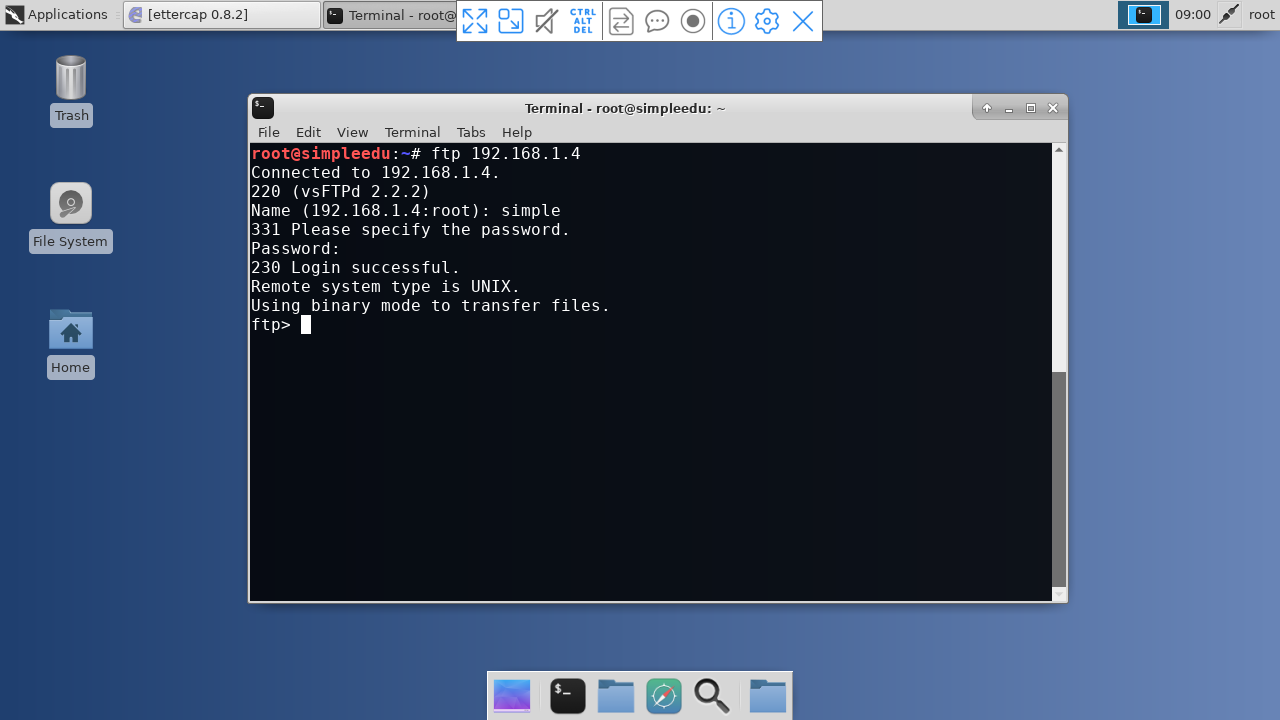 Applications
[ettercap 0.8.2]
Terminal - root@
CTRL
ALT
DEL
09:00
root
Trash
File System
Home
Terminal - root@simpleedu: ~
File Edit View Terminal Tabs Help
root@simpleedu:~# ftp 192.168.1.4
Connected to 192.168.1.4.
220 (vsFTPd 2.2.2)
Name (192.168.1.4:root): simple
331 Please specify the password.
Password:
230 Login successful.
Remote system type is UNIX.
Using binary mode to transfer files.
ftp>
$_